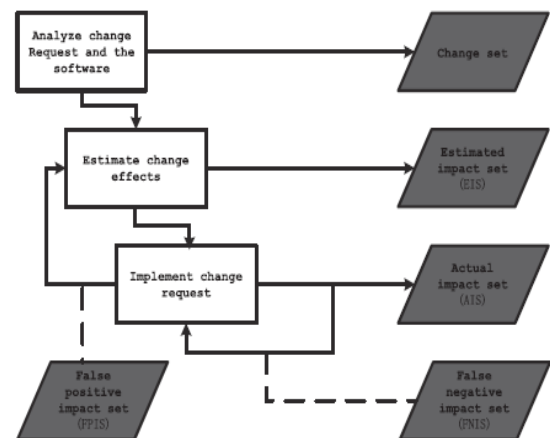 Analyze change
Request and the
software
Change set
Estimate change
effects
Estimated
impact set
(EIS)
Implement change
request
Actual
impact set
(AIS)
False
positive
impact set
(FPIS)
False
negative
impact set
(FNIS)